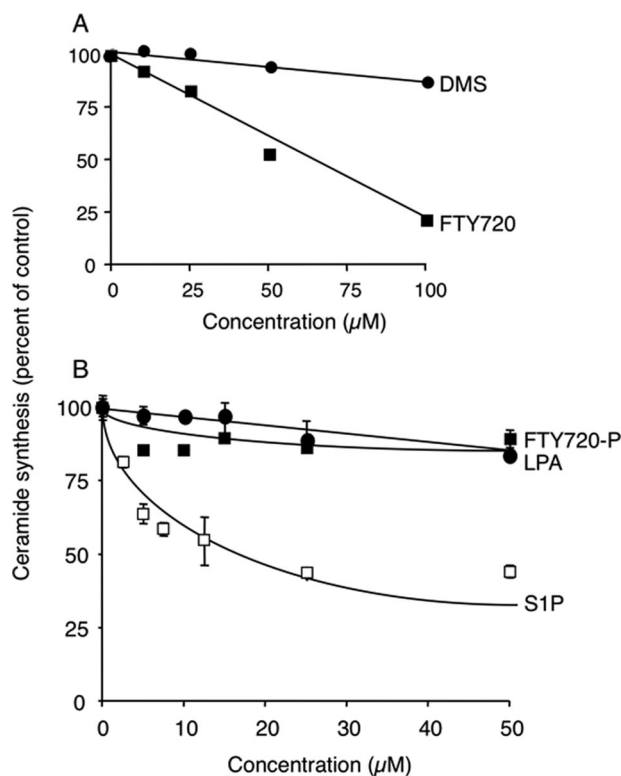 A
100
75
50
25
0
DMS
FTY720
0 25 50 75 100
Concentration (µM)
Ceramide synthesis (percent of control)
B
100
75
50
25
0
FTY720-P
LPA
S1P
0 10 20 30 40 50
Concentration (µM)